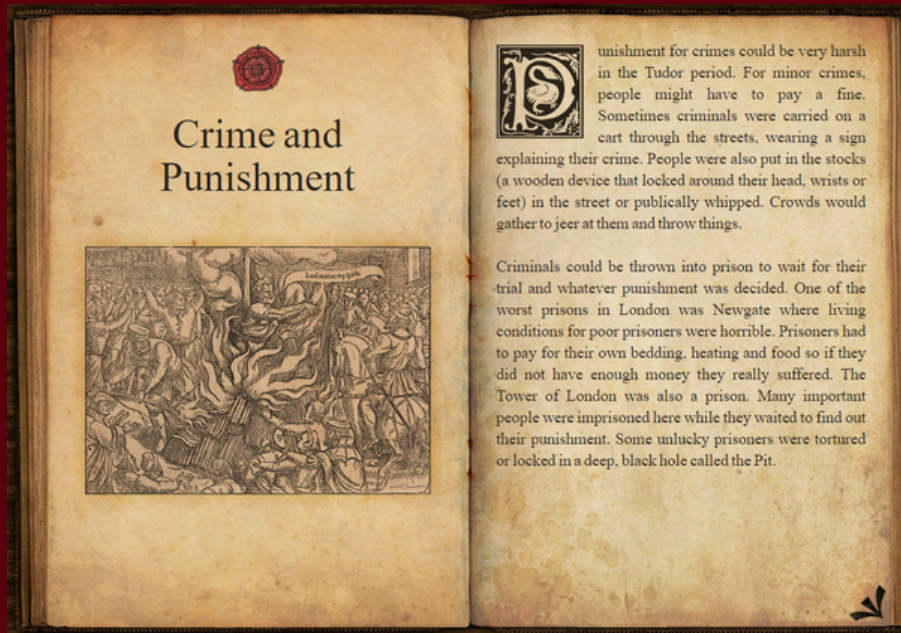 Crime and
Punishment
Punishment for crimes could be very harsh
in the Tudor period. For minor crimes,
people might have to pay a fine.
Sometimes criminals were carried on a
cart through the streets, wearing a sign
explaining their crime. People were also put in the stocks
(a wooden device that locked around their head, wrists or
feet) in the street or publically whipped. Crowds would
gather to jeer at them and throw things.
Criminals could be thrown into prison to wait for their
trial and whatever punishment was decided. One of the
worst prisons in London was Newgate where living
conditions for poor prisoners were horrible. Prisoners had
to pay for their own bedding, heating and food so if they
did not have enough money they really suffered. The
Tower of London was also a prison. Many important
people were imprisoned here while they waited to find out
their punishment. Some unlucky prisoners were tortured
or locked in a deep, black hole called the Pit.